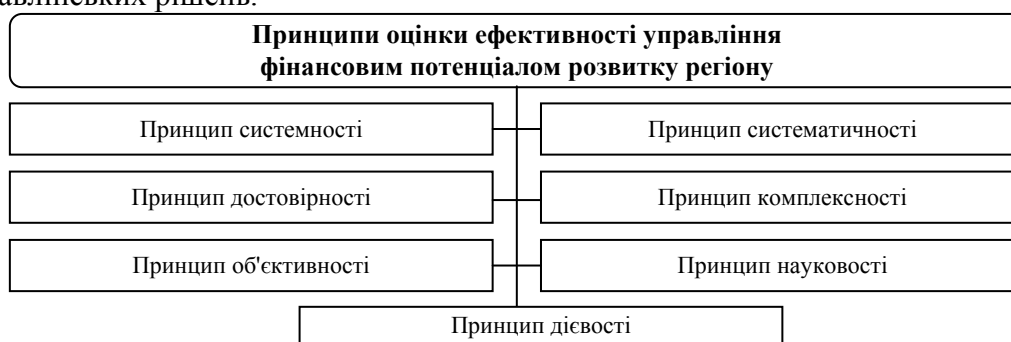 Принципи оцінки ефективності управління
фінансовим потенціалом розвитку регіону
Принцип системності
Принцип систематичності
Принцип достовірності
Принцип комплексності
Принцип об'єктивності
Принцип науковості
Принцип дієвості